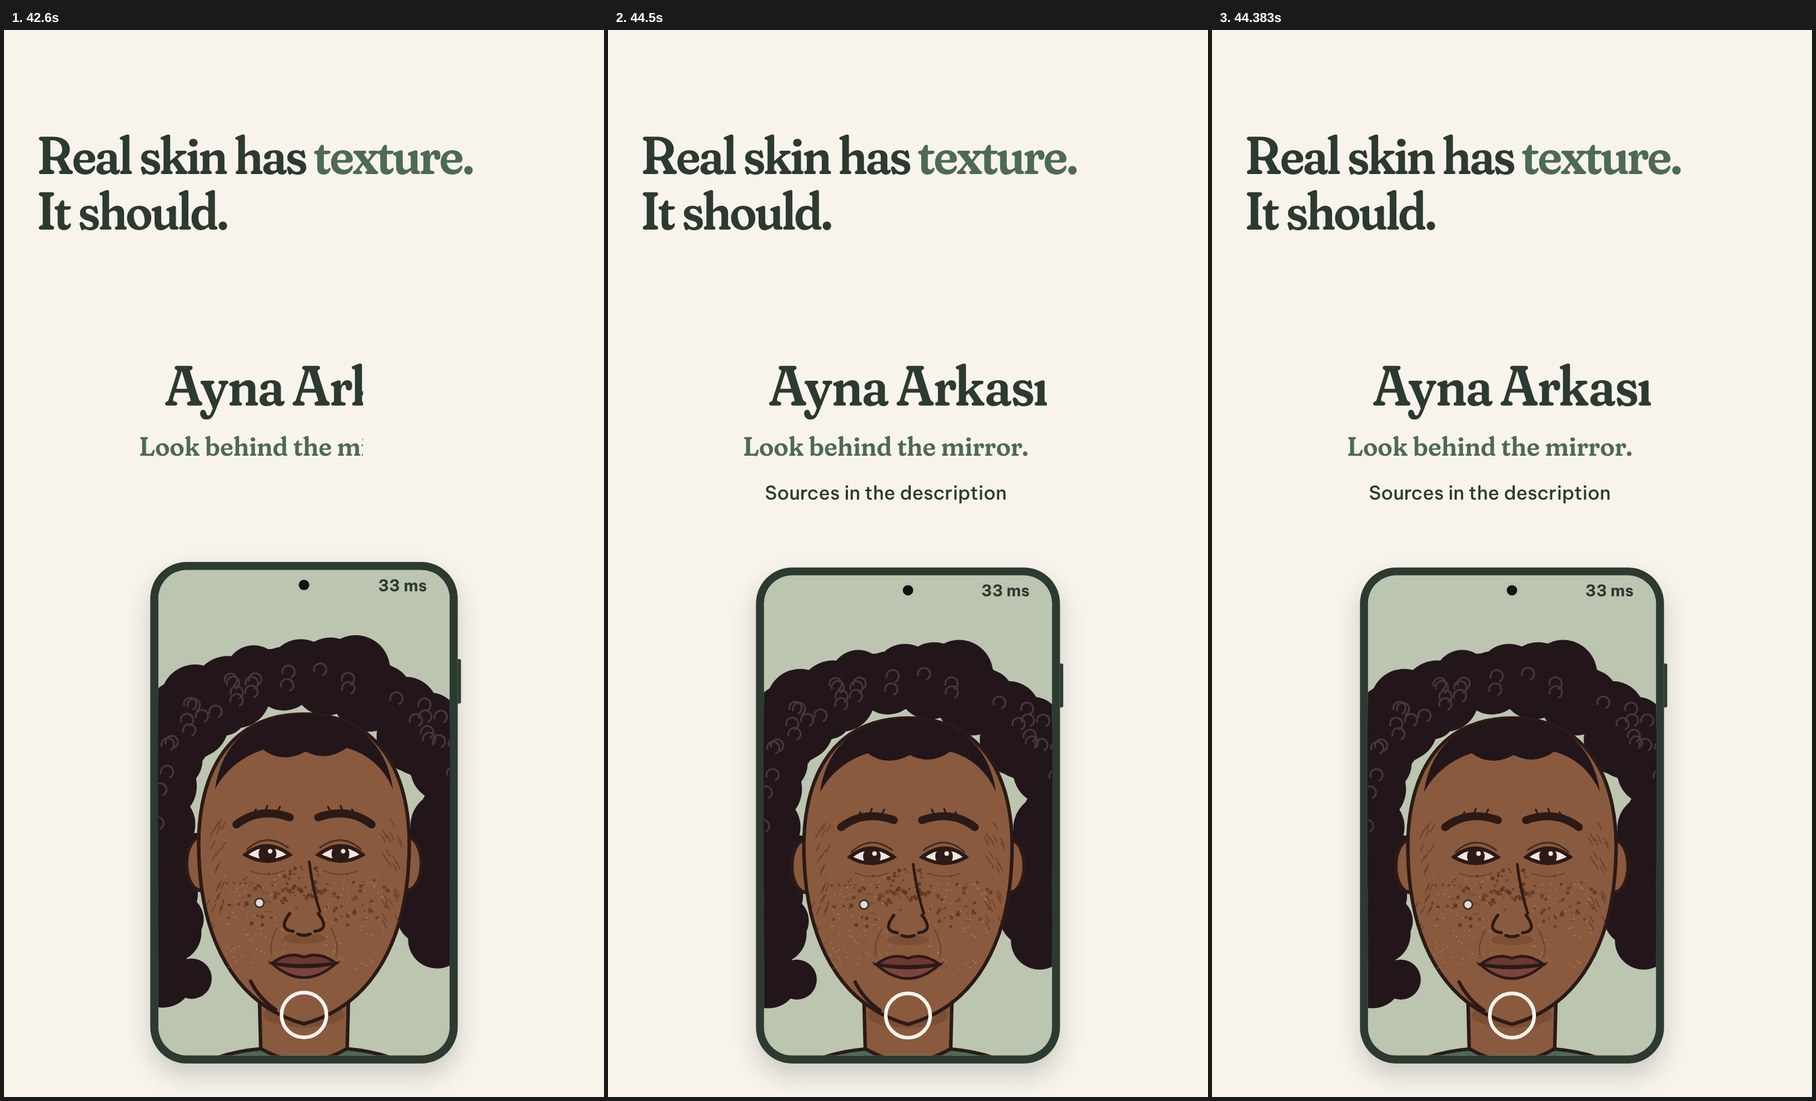 1. 42.6s
Real skin has texture.
It should.
Ayna Ark
Look behind the mi
33 ms
2. 44.5s
Real skin has texture.
It should.
Ayna Arkası
Look behind the mirror.
Sources in the description
33 ms
3. 44.383s
Real skin has texture.
It should.
Ayna Arkası
Look behind the mirror.
Sources in the description
33 ms